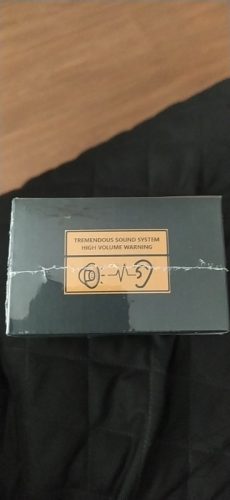 TREMENDOUS SOUND SYSTEM
HIGH VOLUME WARNING